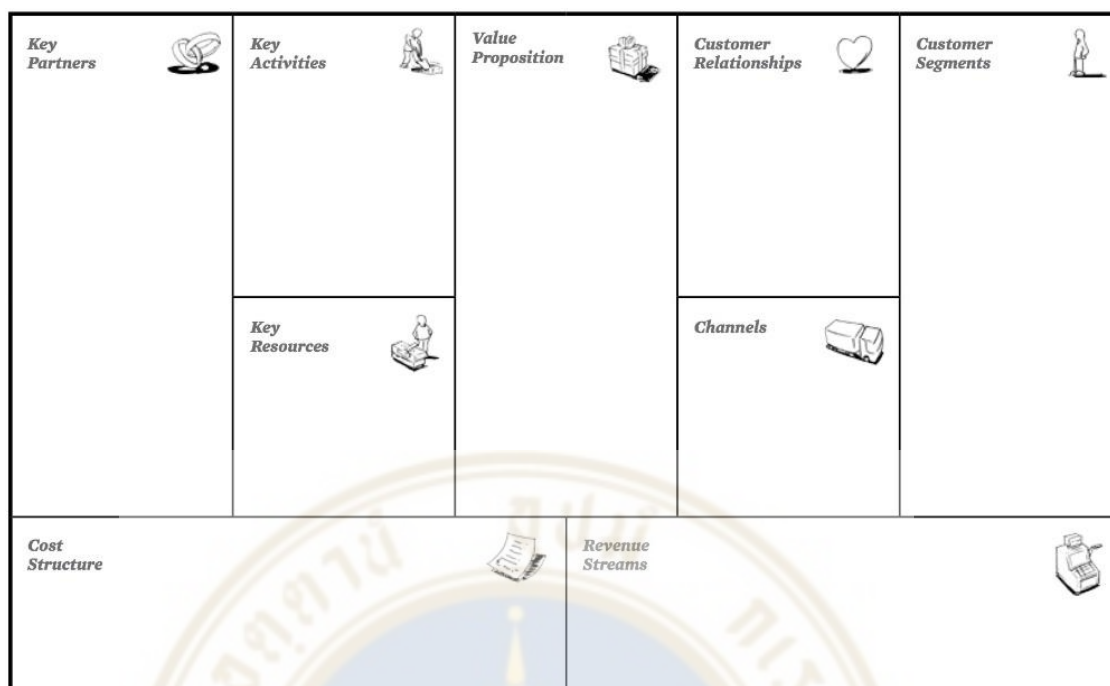 Key
Partners
Key
Activities
Value
Proposition
Customer
Relationships
Customer
Segments
Key
Resources
Channels
Cost
Structure
Revenue
Streams